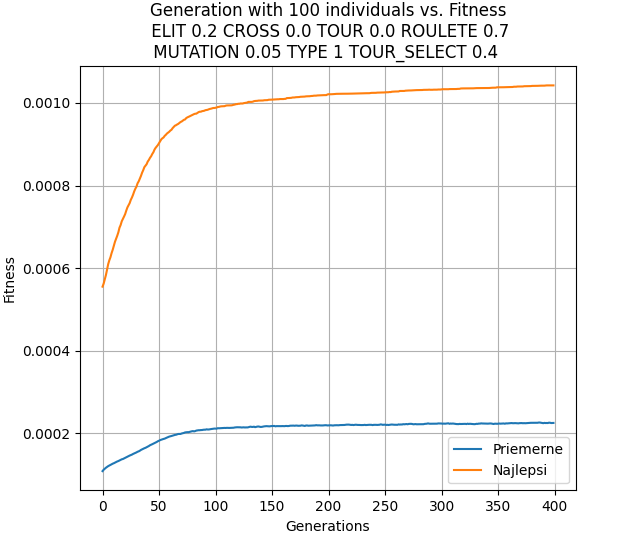 Generation with 100 individuals vs. Fitness
ELIT 0.2 CROSS 0.0 TOUR 0.0 ROULETE 0.7
MUTATION 0.05 TYPE 1 TOUR_SELECT 0.4
Fitness
0.0010
0.0008
0.0006
0.0004
0.0002
Priemerne
Najlepsi
0 50 100 150 200 250 300 350 400
Generations